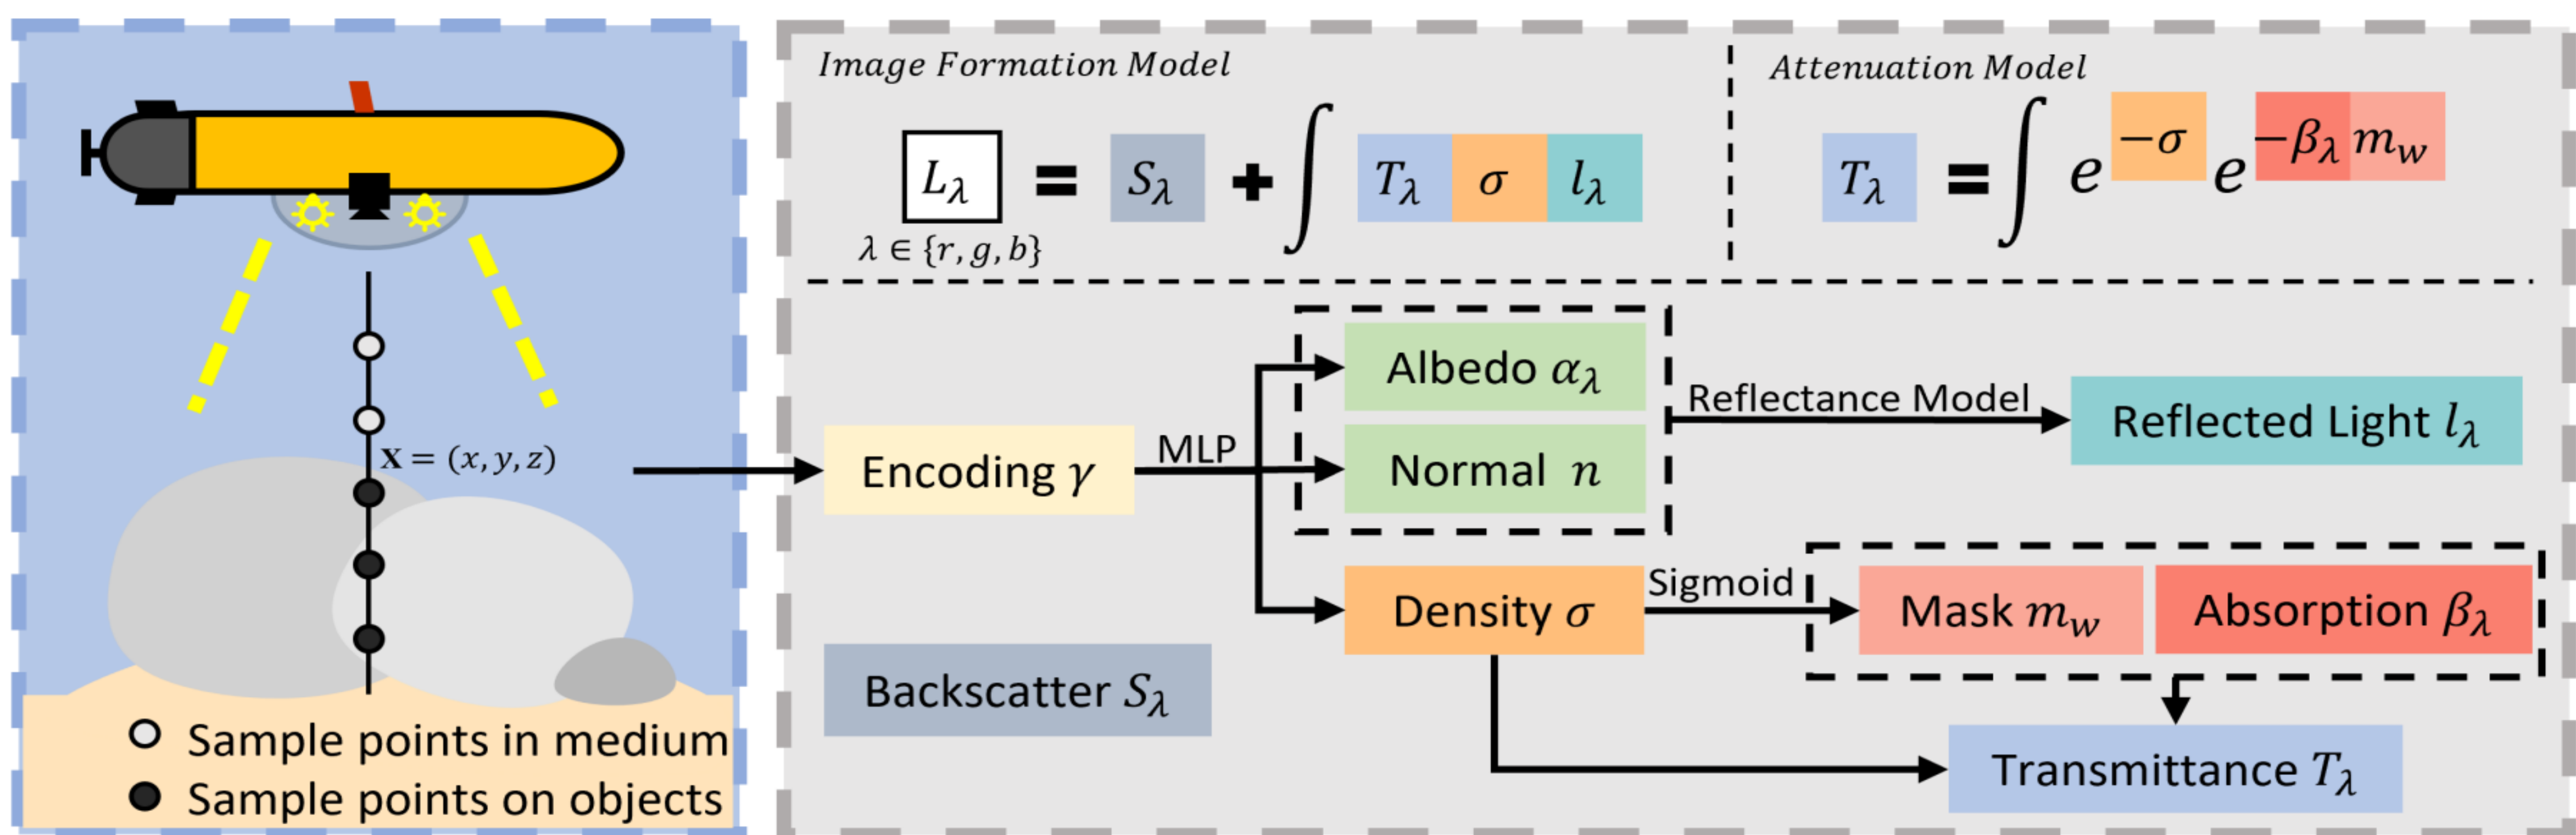 X = (x, y, z)
Sample points in medium
Sample points on objects
Image Formation Model
L_λ = S_λ + ∫ T_λ σ l_λ
λ ∈ {r, g, b}
Attenuation Model
T_λ = ∫ e^{-σ} e^{-β_λ m_w}
Encoding γ
MLP
Albedo α_λ
Normal n
Reflectance Model
Reflected Light l_λ
Density σ
Sigmoid
Mask m_w
Absorption β_λ
Backscatter S_λ
Transmittance T_λ